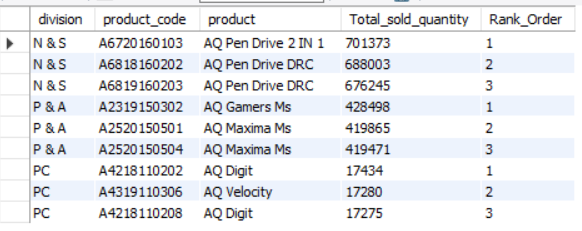 division product_code product Total_sold_quantity Rank_Order
N & S A6720160103 AQ Pen Drive 2 IN 1 701373 1
N & S A6818160202 AQ Pen Drive DRC 688003 2
N & S A6819160203 AQ Pen Drive DRC 676245 3
P & A A2319150302 AQ Gamers Ms 428498 1
P & A A2520150501 AQ Maxima Ms 419865 2
P & A A2520150504 AQ Maxima Ms 419471 3
PC A4218110202 AQ Digit 17434 1
PC A4319110306 AQ Velocity 17280 2
PC A4218110208 AQ Digit 17275 3